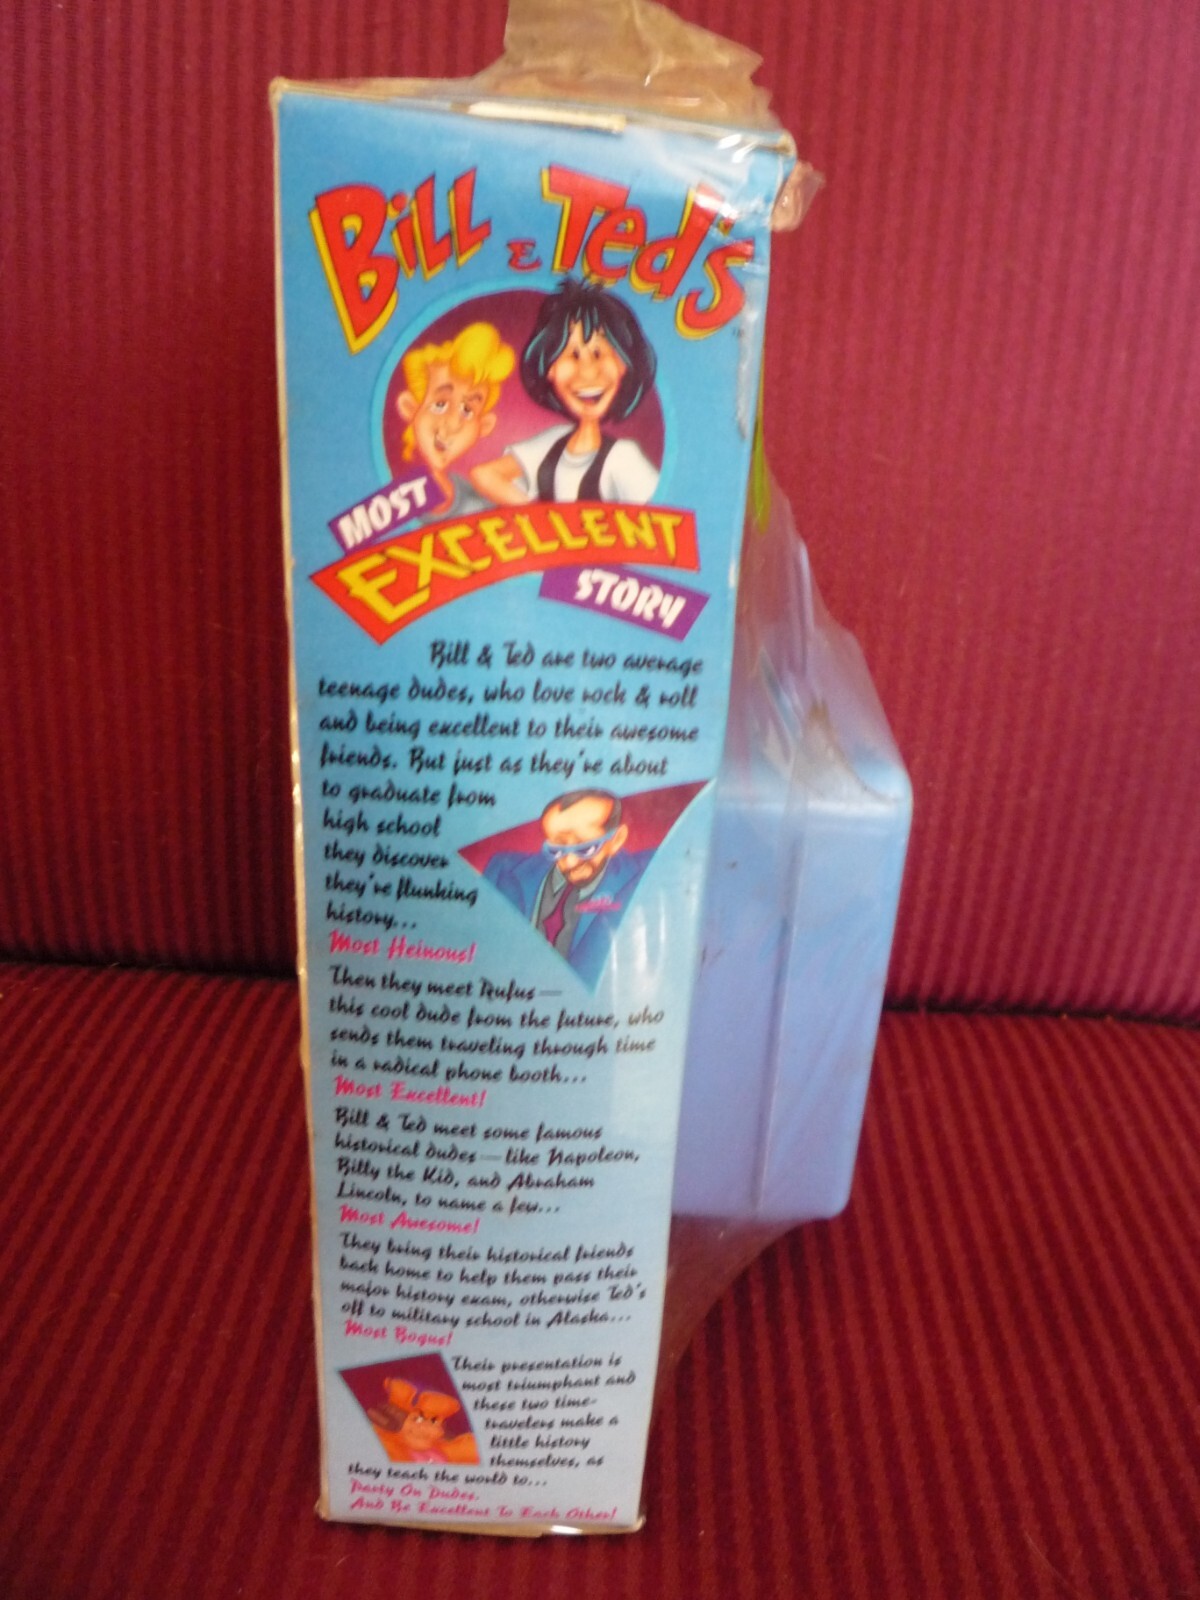 Bill & Ted's
MOST
EXCELLENT
STORY
Bill & Ted are two average
teenage dudes, who love rock & roll
and being excellent to their awesome
friends. But just as they're about
to graduate from
high school
they discover
they're flunking
history...
Most Heinous!
Then they meet Rufus —
this cool dude from the future, who
sends them traveling through time
in a radical phone booth...
Most Excellent!
Bill & Ted meet some famous
historical dudes — like Napoleon,
Billy the Kid, and Abraham
Lincoln, to name a few...
Most Awesome!
They bring their historical friends
back home to help them pass their
major history exam, otherwise Ted's
off to military school in Alaska...
Most Bogus!
Their presentation is
most triumphant and
these two time-
travelers make a
little history
themselves, as
they teach the world to...
Party On Dudes.
And Be Excellent To Each Other!